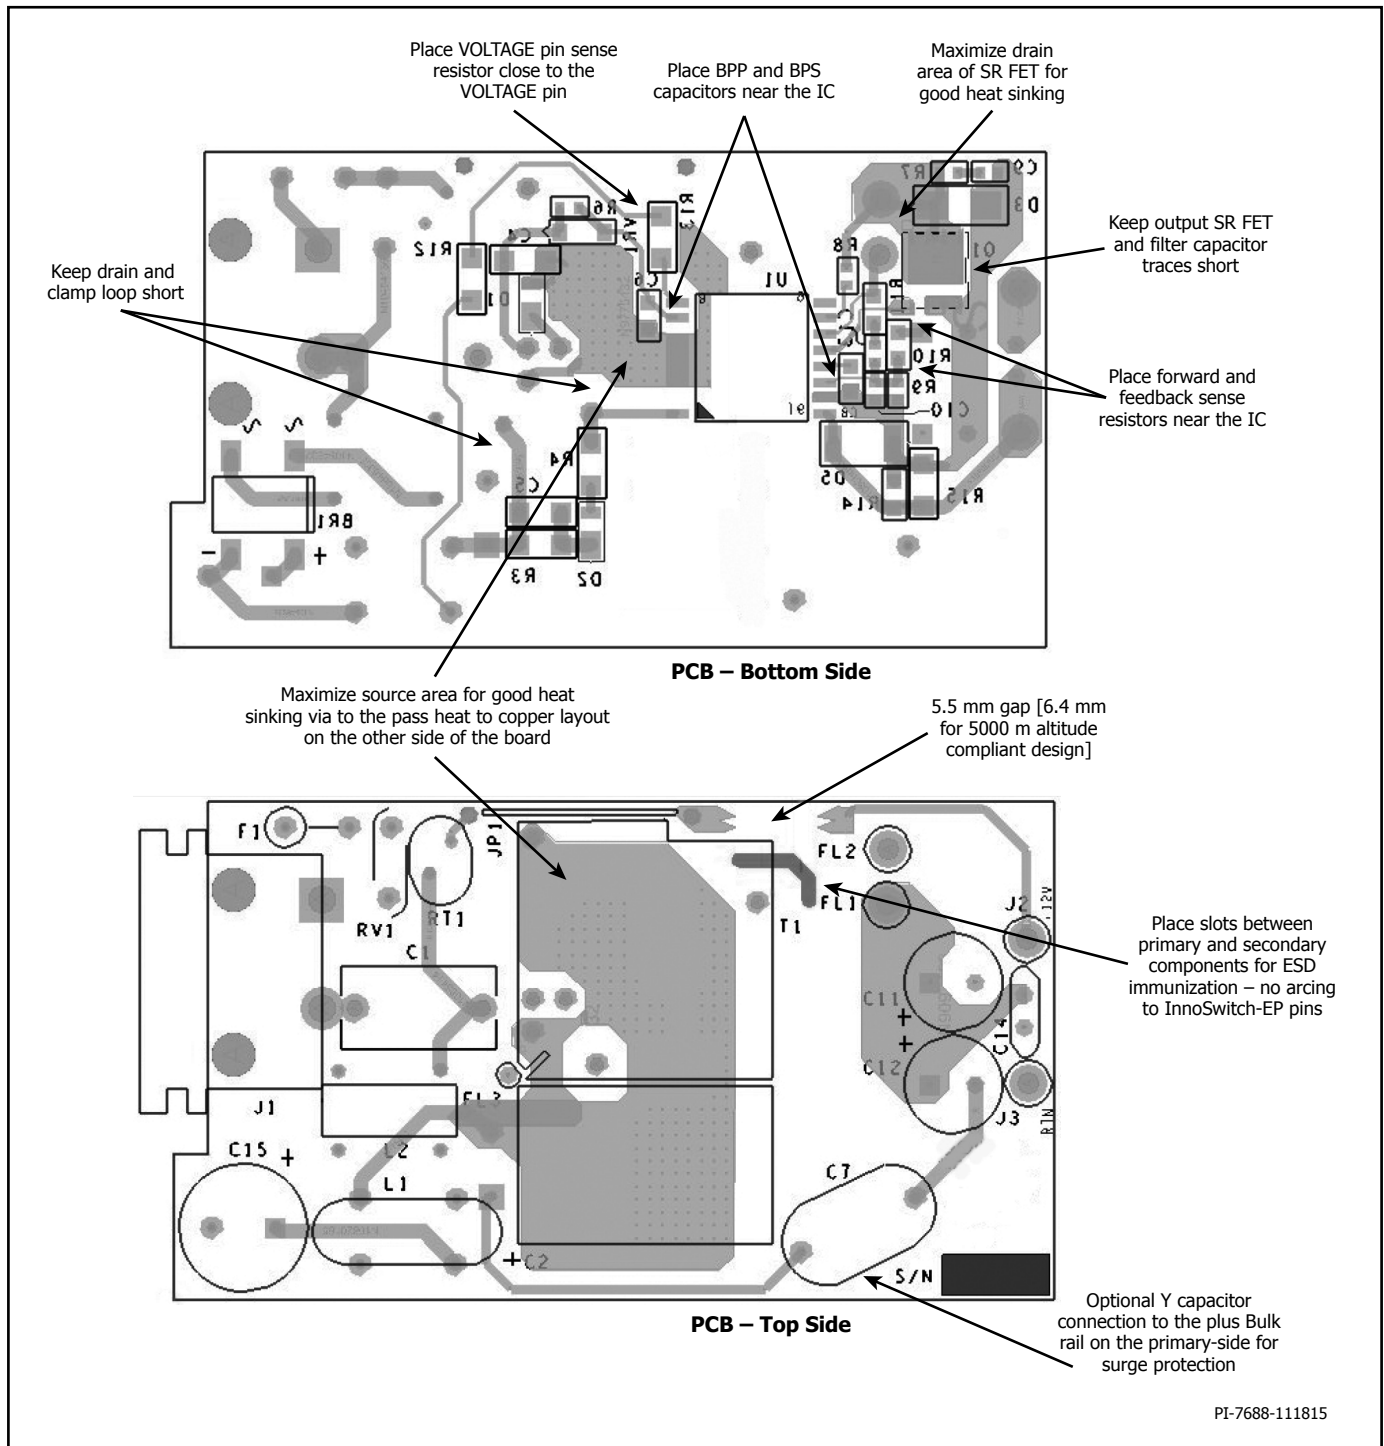 Place VOLTAGE pin sense
resistor close to the
VOLTAGE pin
Place BPP and BPS
capacitors near the IC
Maximize drain
area of SR FET for
good heat sinking
Keep output SR FET
and filter capacitor
traces short
Keep drain and
clamp loop short
Place forward and
feedback sense
resistors near the IC
R7
C9
D3
Q1
R8
R6
VR1
R13
C4
R12
D1
C6
U1
R10
R9
C10
16
R4
C5
R3
D2
D5
R14
R15
BR1
~
~
-
+
PCB – Bottom Side
Maximize source area for good heat
sinking via to the pass heat to copper layout
on the other side of the board
5.5 mm gap [6.4 mm
for 5000 m altitude
compliant design]
Place slots between
primary and secondary
components for ESD
immunization – no arcing
to InnoSwitch-EP pins
F1
RV1
RT1
JP1
C1
T1
FL2
FL1
J2
C11
+
+
C12
C14
J3
J1
FL3
C15
+
L2
L1
+C2
C7
S/N
PCB – Top Side
Optional Y capacitor
connection to the plus Bulk
rail on the primary-side for
surge protection
PI-7688-111815